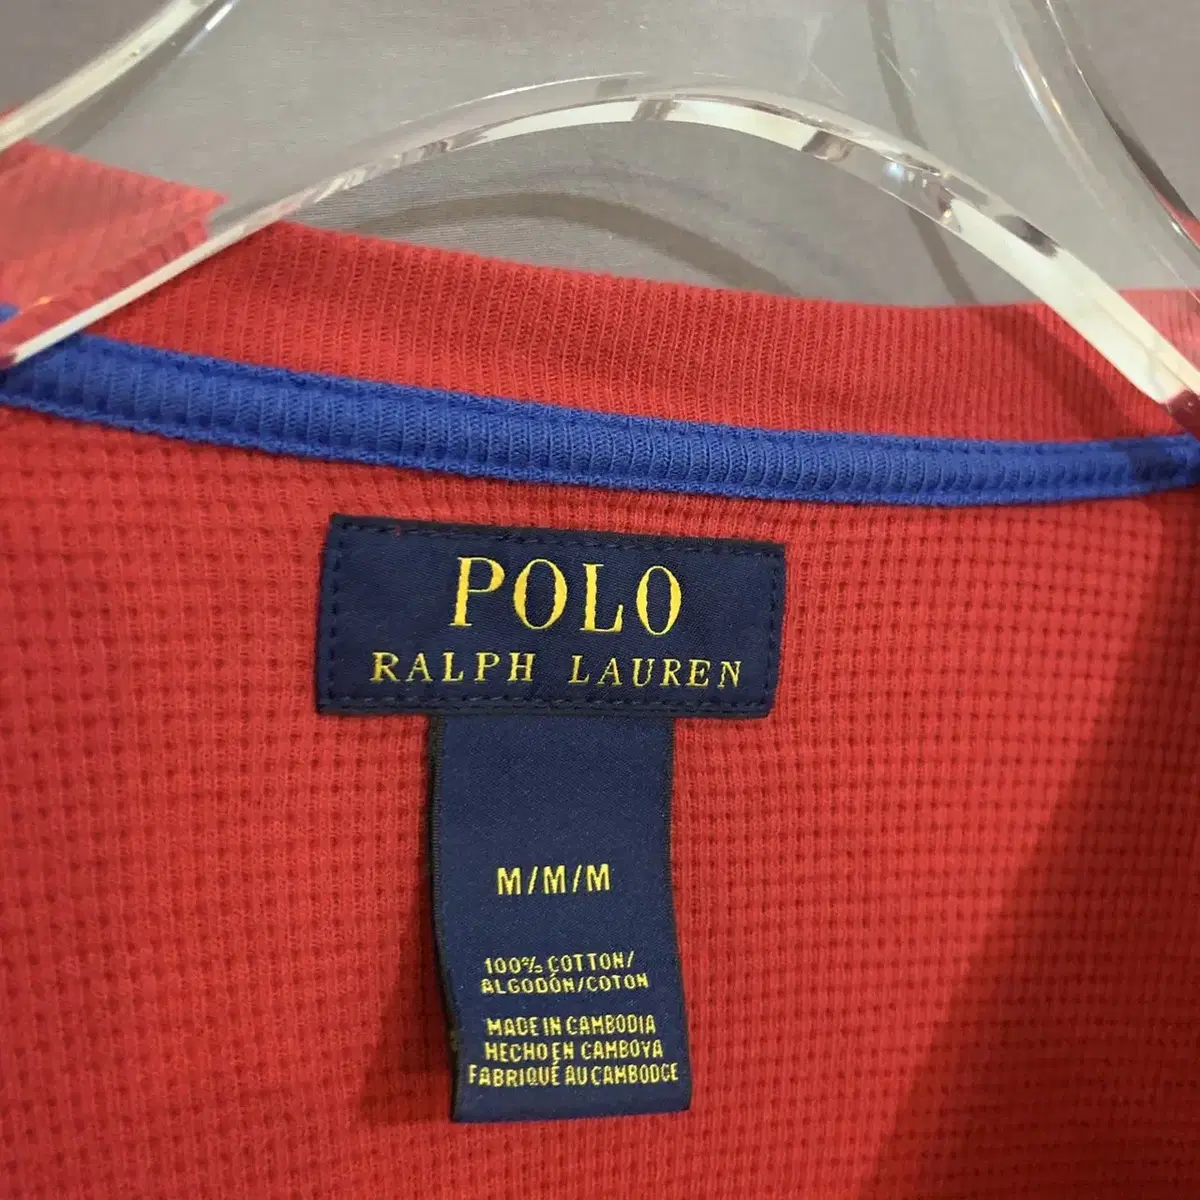 POLO
RALPH LAUREN
M/M/M
100% COTTON/
ALGODÓN/COTON
MADE IN CAMBODIA
HECHO EN CAMBOYA
FABRIQUÉ AU CAMBODGE